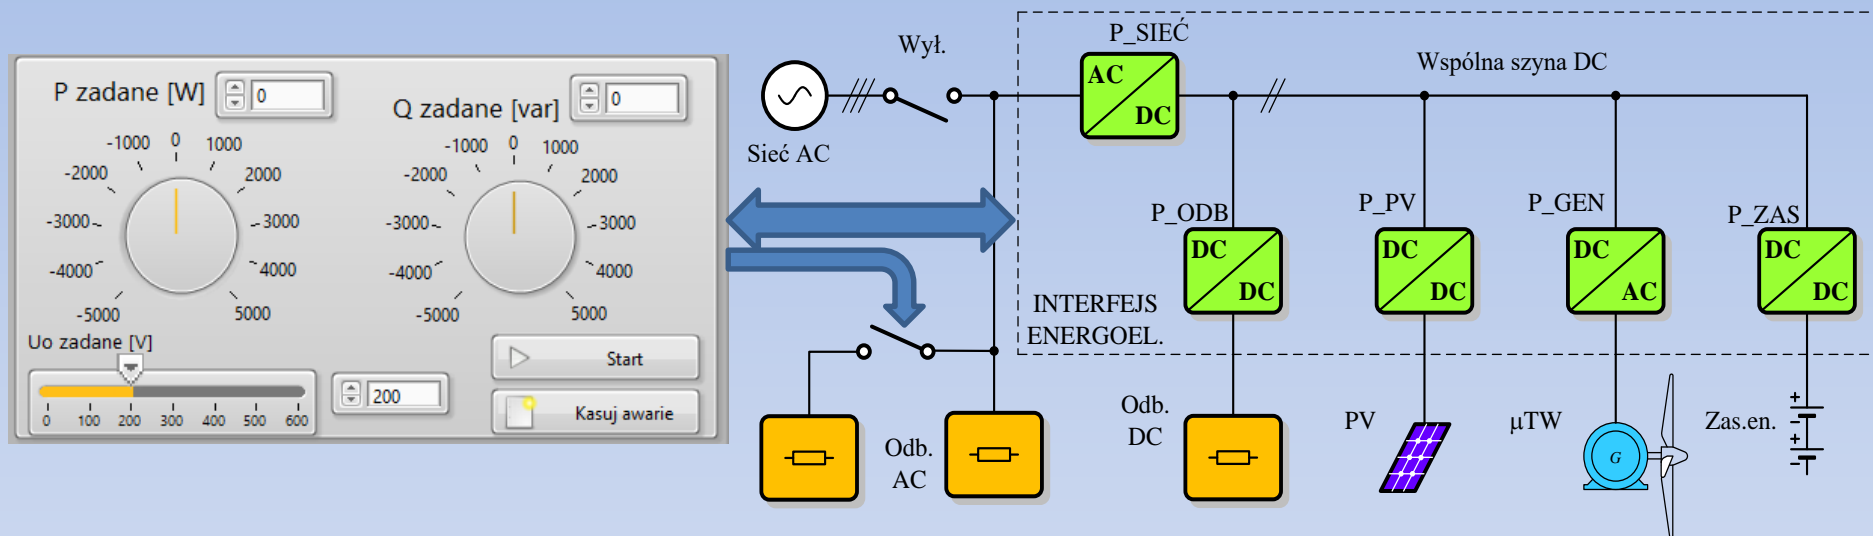 P zadane [W]
0
Q zadane [var]
0
-5000
-4000
-3000
-2000
-1000
0
1000
2000
3000
4000
5000
-5000
-4000
-3000
-2000
-1000
0
1000
2000
3000
4000
5000
Uo zadane [V]
0 100 200 300 400 500 600
200
Start
Kasuj awarie
Wył.
Sieć AC
P_SIEĆ
AC
DC
Wspólna szyna DC
P_ODB
DC
DC
P_PV
DC
DC
P_GEN
DC
AC
P_ZAS
DC
DC
INTERFEJS
ENERGOEL.
Odb.
AC
Odb.
DC
PV
μTW
G
Zas.en.
+
-
+
-